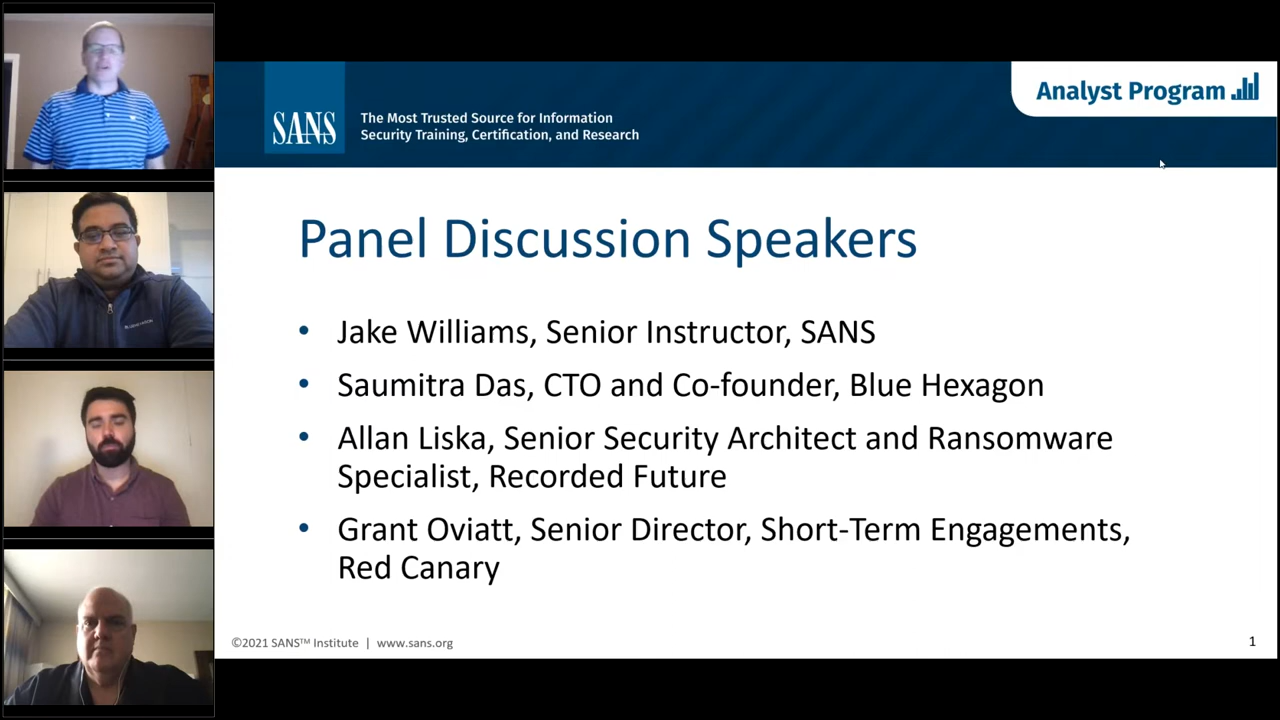 SANS
The Most Trusted Source for Information
Security Training, Certification, and Research
Analyst Program
Panel Discussion Speakers
• Jake Williams, Senior Instructor, SANS
• Saumitra Das, CTO and Co-founder, Blue Hexagon
• Allan Liska, Senior Security Architect and Ransomware
Specialist, Recorded Future
• Grant Oviatt, Senior Director, Short-Term Engagements,
Red Canary
©2021 SANS™ Institute | www.sans.org
1